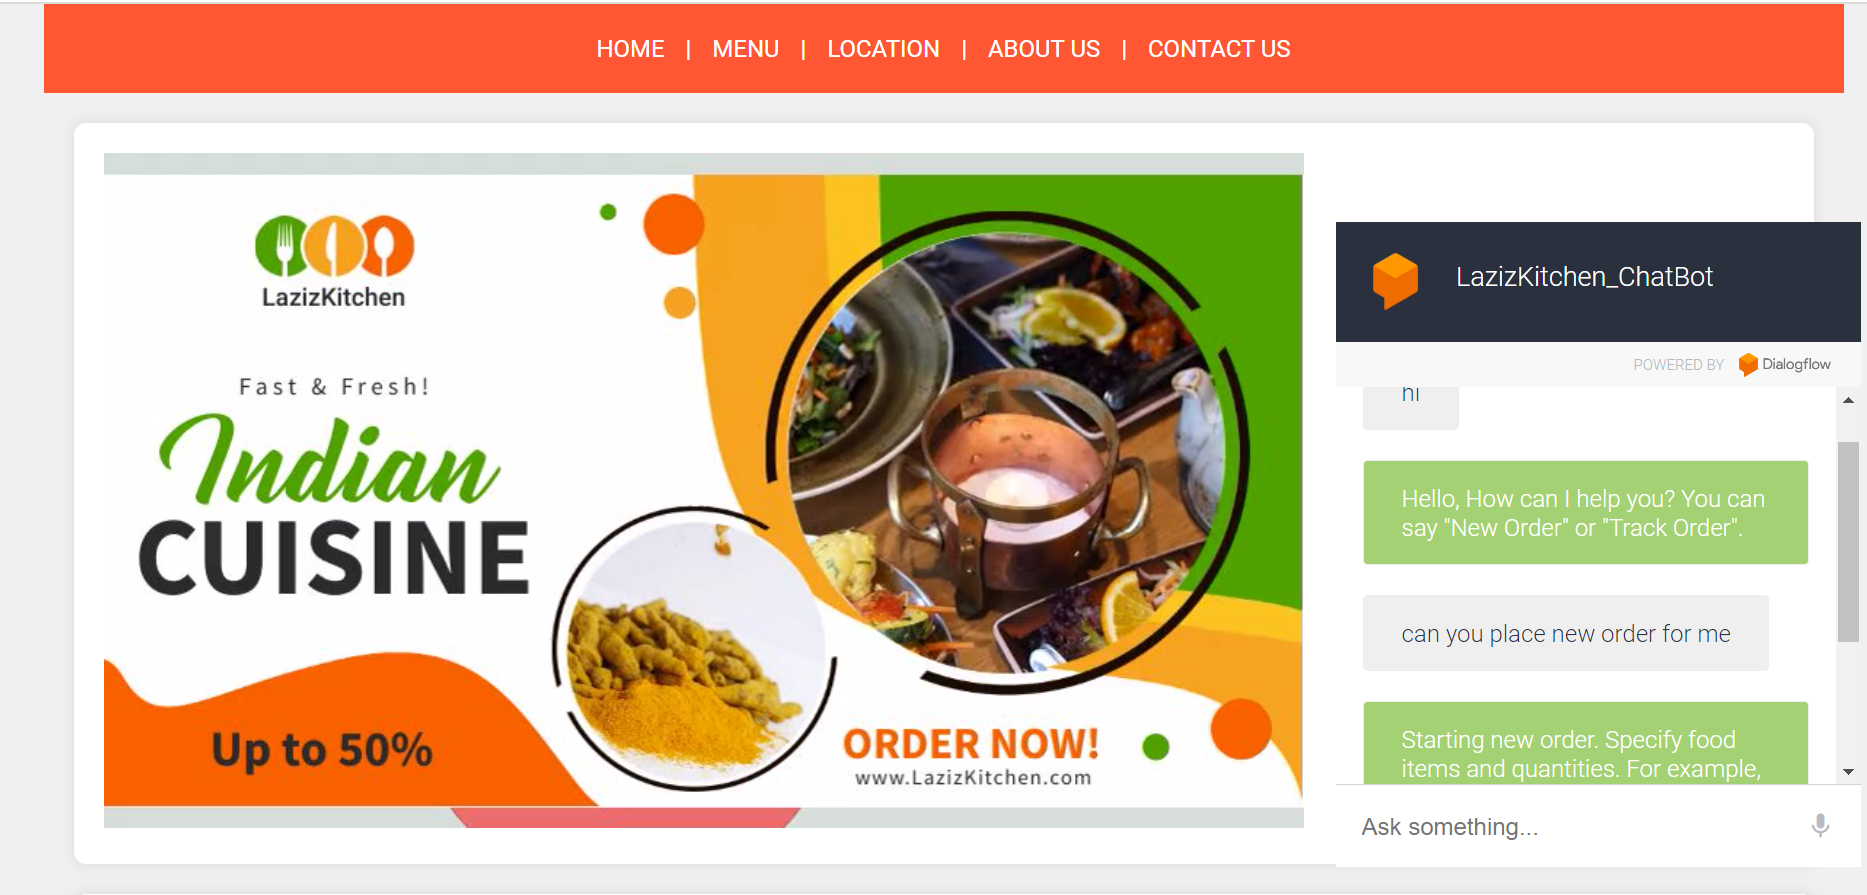 HOME | MENU | LOCATION | ABOUT US | CONTACT US
LazizKitchen
Fast & Fresh!
Indian
CUISINE
Up to 50%
ORDER NOW!
www.LazizKitchen.com
LazizKitchen_ChatBot
POWERED BY Dialogflow
hi
Hello, How can I help you? You can
say "New Order" or "Track Order".
can you place new order for me
Starting new order. Specify food
items and quantities. For example,
Ask something...